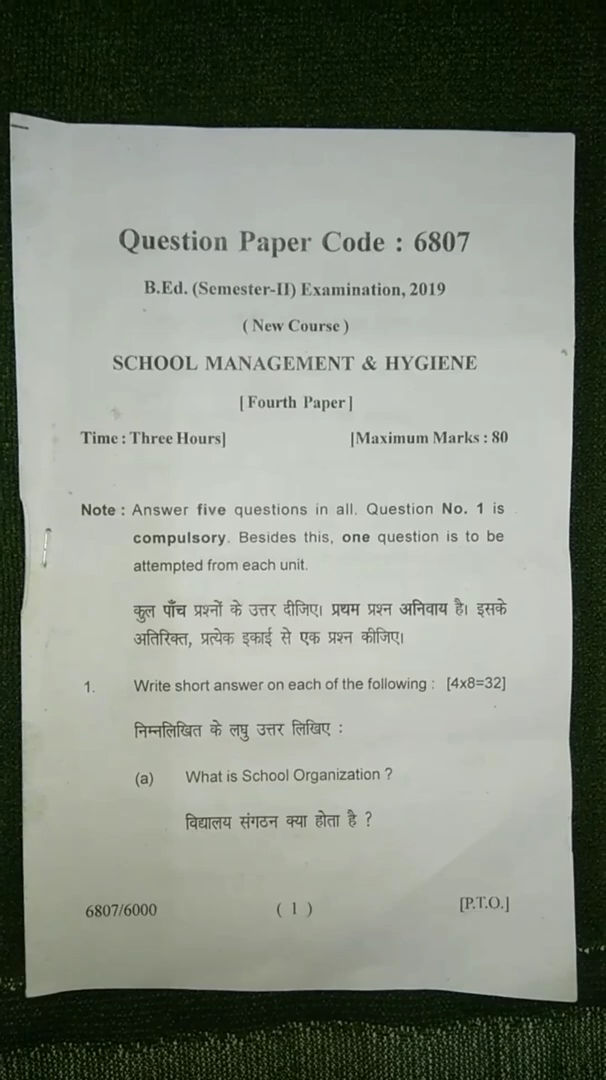 Question Paper Code : 6807
B.Ed. (Semester-II) Examination, 2019
( New Course )
SCHOOL MANAGEMENT & HYGIENE
[ Fourth Paper ]
Time : Three Hours] [Maximum Marks : 80
Note : Answer five questions in all. Question No. 1 is
compulsory. Besides this, one question is to be
attempted from each unit.
कुल पाँच प्रश्नों के उत्तर दीजिए। प्रथम प्रश्न अनिवाय है। इसके
अतिरिक्त, प्रत्येक इकाई से एक प्रश्न कीजिए।
1. Write short answer on each of the following : [4x8=32]
निम्नलिखित के लघु उत्तर लिखिए :
(a) What is School Organization ?
विद्यालय संगठन क्या होता है ?
6807/6000 ( 1 ) [P.T.O.]